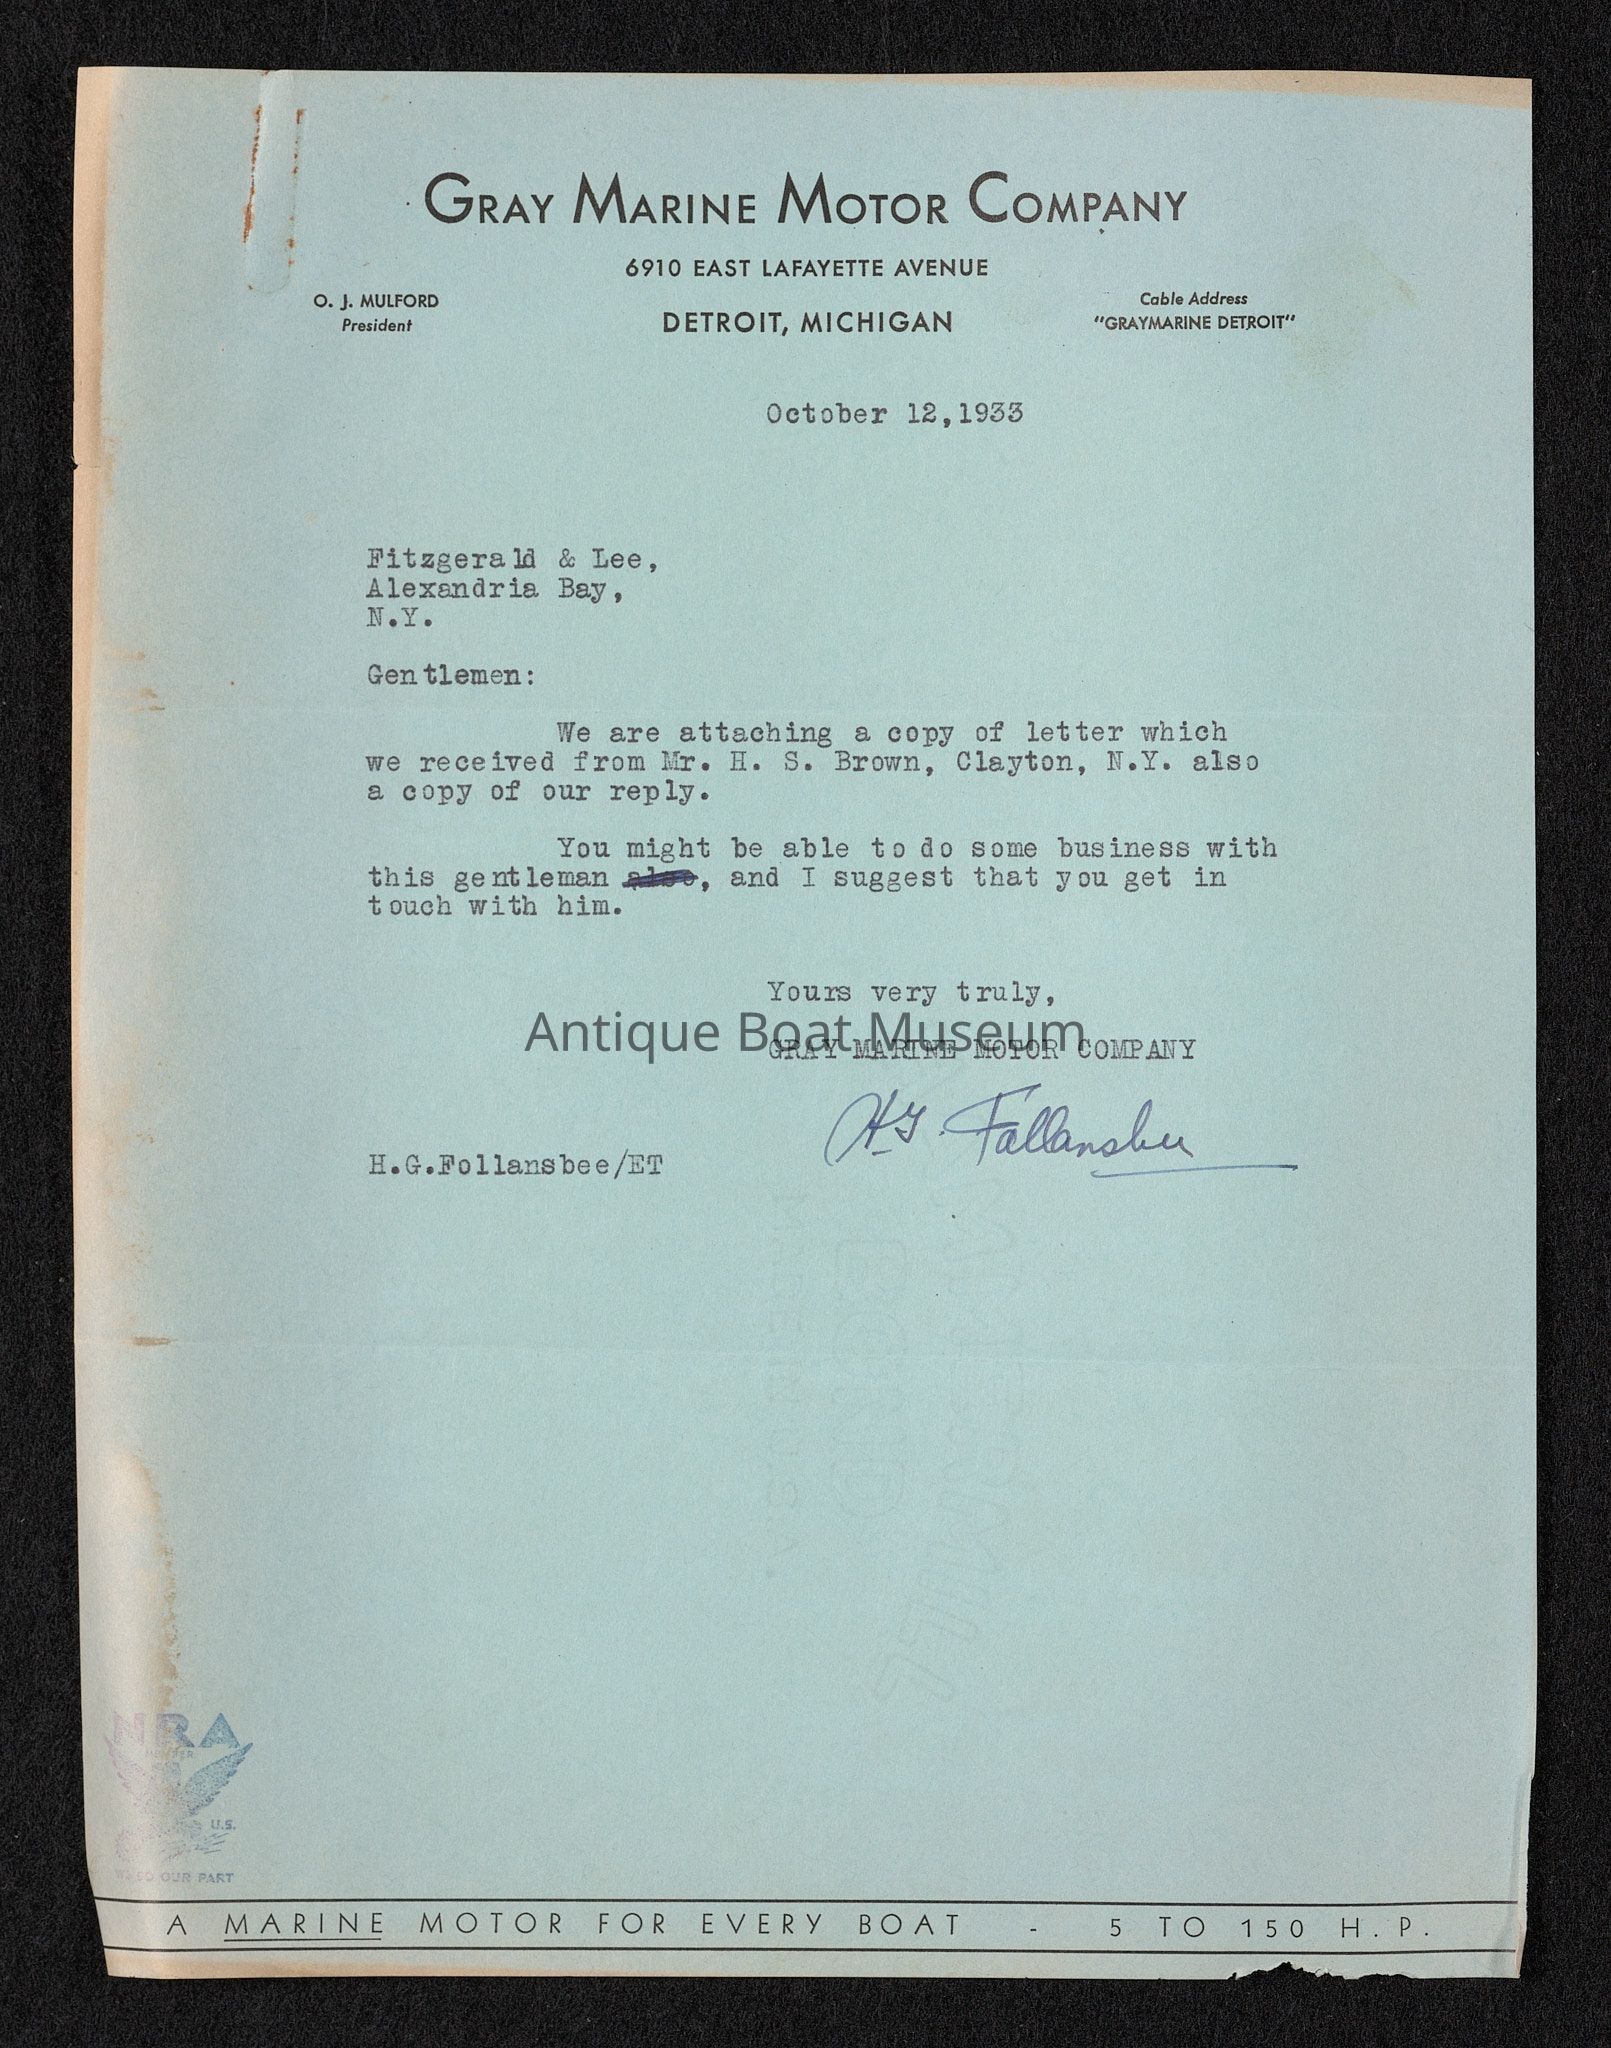 GRAY MARINE MOTOR COMPANY
6910 EAST LAFAYETTE AVENUE
O. J. MULFORD
President
DETROIT, MICHIGAN
Cable Address
"GRAYMARINE DETROIT"
October 12,1933
Fitzgerald & Lee,
Alexandria Bay,
N.Y.
Gentlemen:
We are attaching a copy of letter which
we received from Mr. H. S. Brown, Clayton, N.Y. also
a copy of our reply.
You might be able to do some business with
this gentleman also, and I suggest that you get in
touch with him.
Yours very truly,
Antique Boat Museum
GRAY MARINE MOTOR COMPANY
H.G. Follansbee
H.G.Follansbee/ET
NRA
MEMBER
U.S.
WE DO OUR PART
A MARINE MOTOR FOR EVERY BOAT - 5 TO 150 H.P.